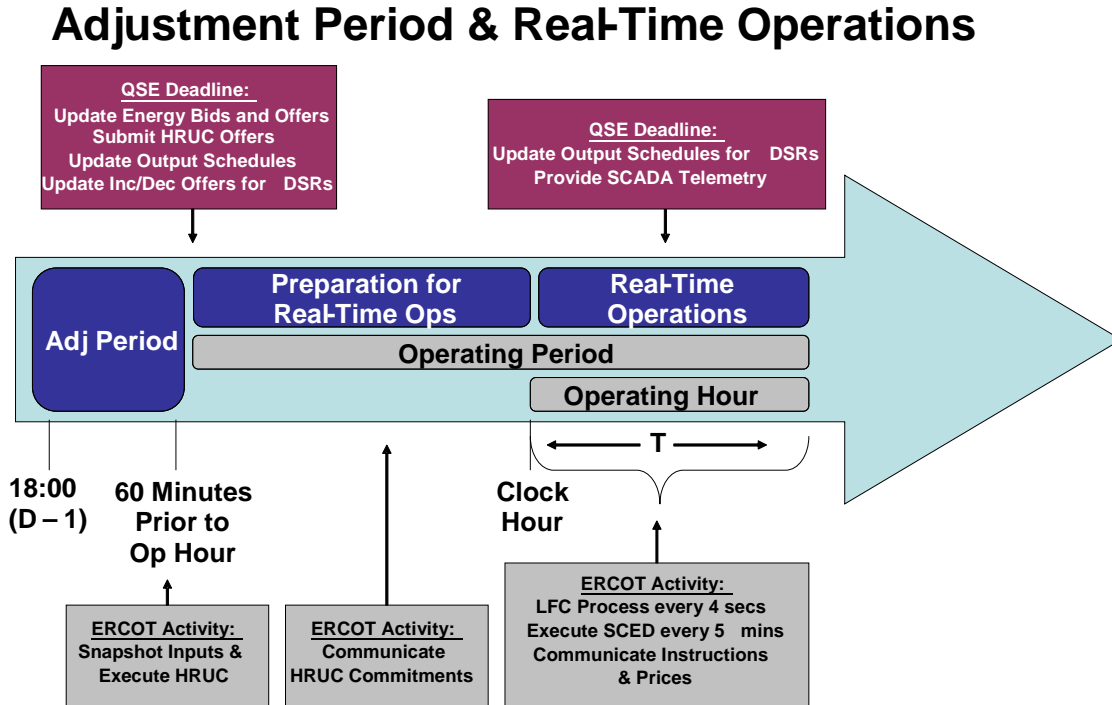 Adjustment Period & Real-Time Operations
QSE Deadline:
Update Energy Bids and Offers
Submit HRUC Offers
Update Output Schedules
Update Inc/Dec Offers for DSRs
QSE Deadline:
Update Output Schedules for DSRs
Provide SCADA Telemetry
Adj Period
Preparation for
Real-Time Ops
Real-Time
Operations
Operating Period
Operating Hour
T
18:00
(D – 1)
60 Minutes
Prior to
Op Hour
Clock
Hour
ERCOT Activity:
Snapshot Inputs &
Execute HRUC
ERCOT Activity:
Communicate
HRUC Commitments
ERCOT Activity:
LFC Process every 4 secs
Execute SCED every 5 mins
Communicate Instructions
& Prices